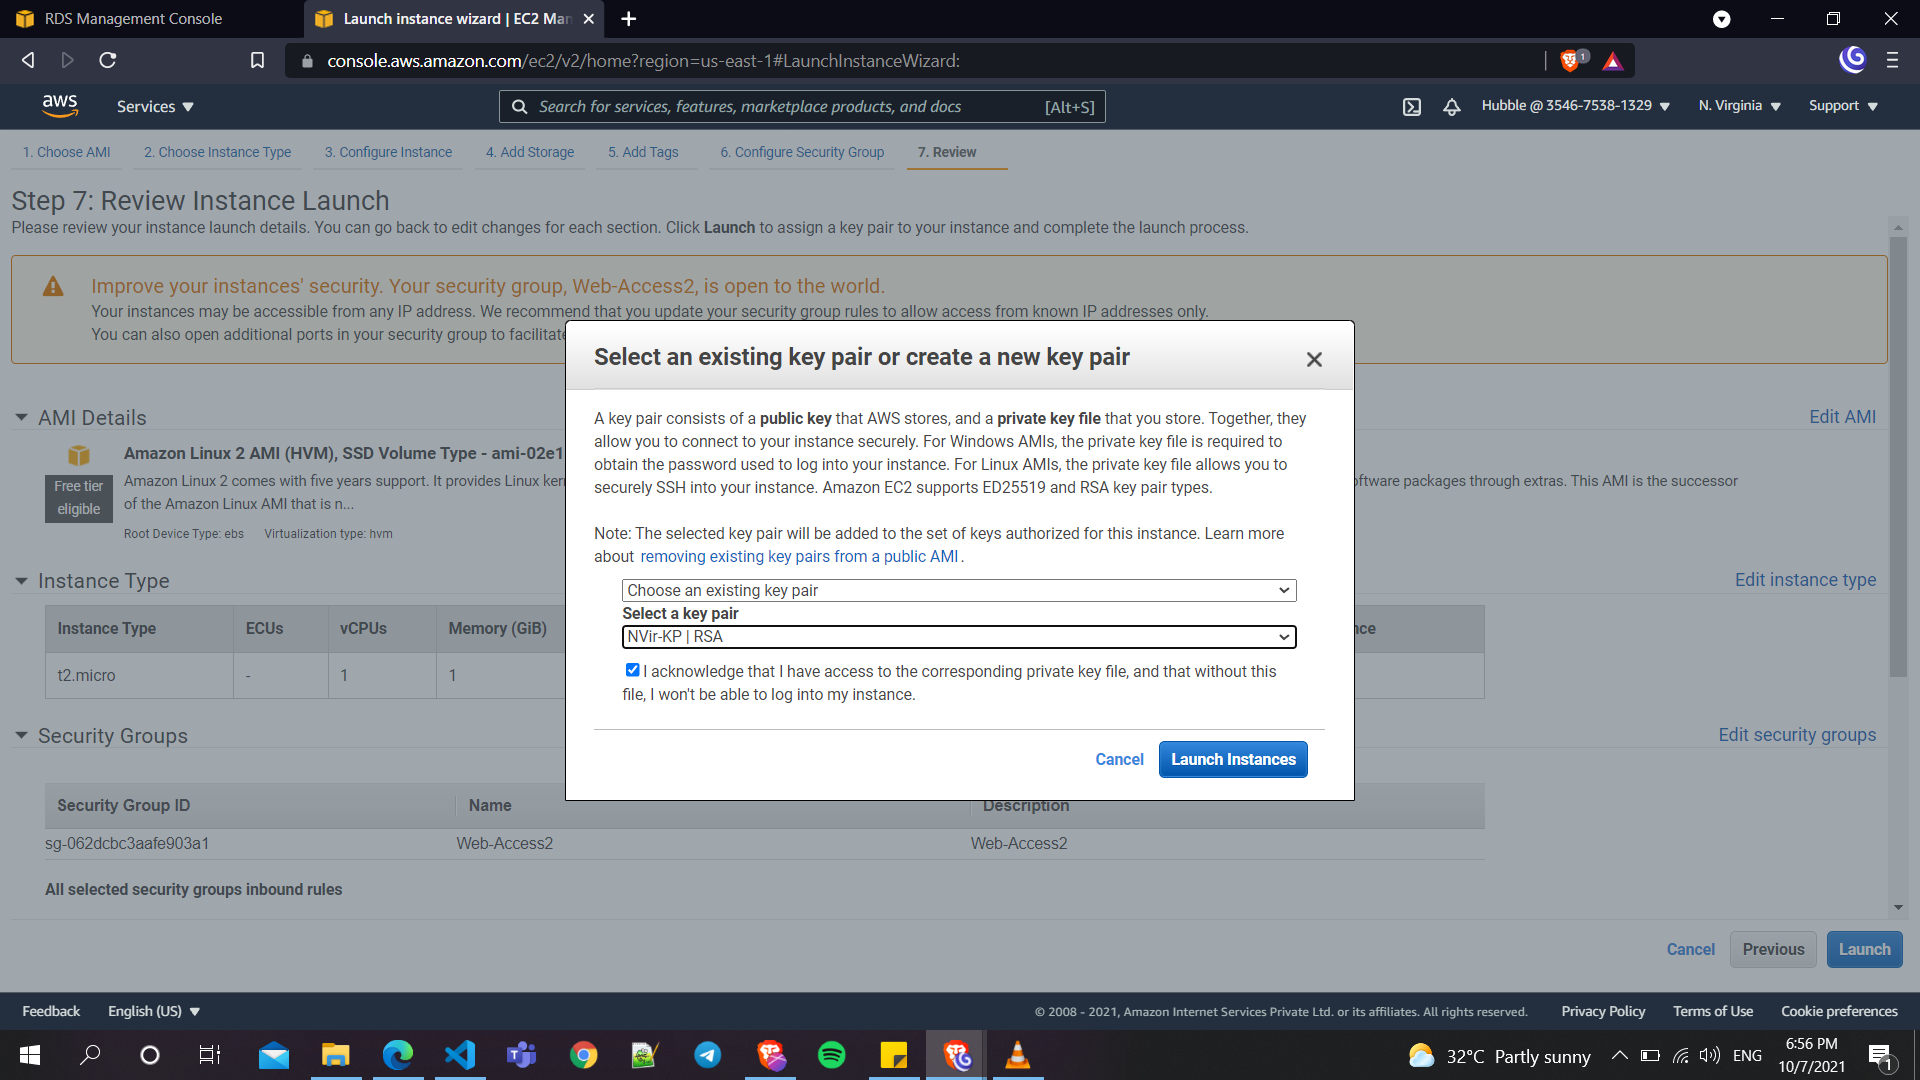 RDS Management Console
Launch instance wizard | EC2 Man
console.aws.amazon.com/ec2/v2/home?region=us-east-1#LaunchInstanceWizard:
1
aws
Services
Search for services, features, marketplace products, and docs
[Alt+S]
Hubble @ 3546-7538-1329
N. Virginia
Support
1. Choose AMI
2. Choose Instance Type
3. Configure Instance
4. Add Storage
5. Add Tags
6. Configure Security Group
7. Review
Step 7: Review Instance Launch
Please review your instance launch details. You can go back to edit changes for each section. Click Launch to assign a key pair to your instance and complete the launch process.
Improve your instances' security. Your security group, Web-Access2, is open to the world.
Your instances may be accessible from any IP address. We recommend that you update your security group rules to allow access from known IP addresses only.
You can also open additional ports in your security group to facilitate
Select an existing key pair or create a new key pair
A key pair consists of a public key that AWS stores, and a private key file that you store. Together, they
allow you to connect to your instance securely. For Windows AMIs, the private key file is required to
obtain the password used to log into your instance. For Linux AMIs, the private key file allows you to
securely SSH into your instance. Amazon EC2 supports ED25519 and RSA key pair types.
Note: The selected key pair will be added to the set of keys authorized for this instance. Learn more
about removing existing key pairs from a public AMI.
Choose an existing key pair
Select a key pair
NVir-KP | RSA
I acknowledge that I have access to the corresponding private key file, and that without this
file, I won't be able to log into my instance.
Cancel
Launch Instances
AMI Details
Edit AMI
Amazon Linux 2 AMI (HVM), SSD Volume Type - ami-02e1
Free tier
eligible
Amazon Linux 2 comes with five years support. It provides Linux ker
ftware packages through extras. This AMI is the successor
of the Amazon Linux AMI that is n...
Root Device Type: ebs
Virtualization type: hvm
Instance Type
Edit instance type
Instance Type
ECUs
vCPUs
Memory (GiB)
nce
t2.micro
-
1
1
Security Groups
Edit security groups
Security Group ID
Name
Description
sg-062dcbc3aafe903a1
Web-Access2
Web-Access2
All selected security groups inbound rules
Cancel
Previous
Launch
Feedback
English (US)
© 2008 - 2021, Amazon Internet Services Private Ltd. or its affiliates. All rights reserved.
Privacy Policy
Terms of Use
Cookie preferences
32°C Partly sunny
ENG
6:56 PM
10/7/2021
1